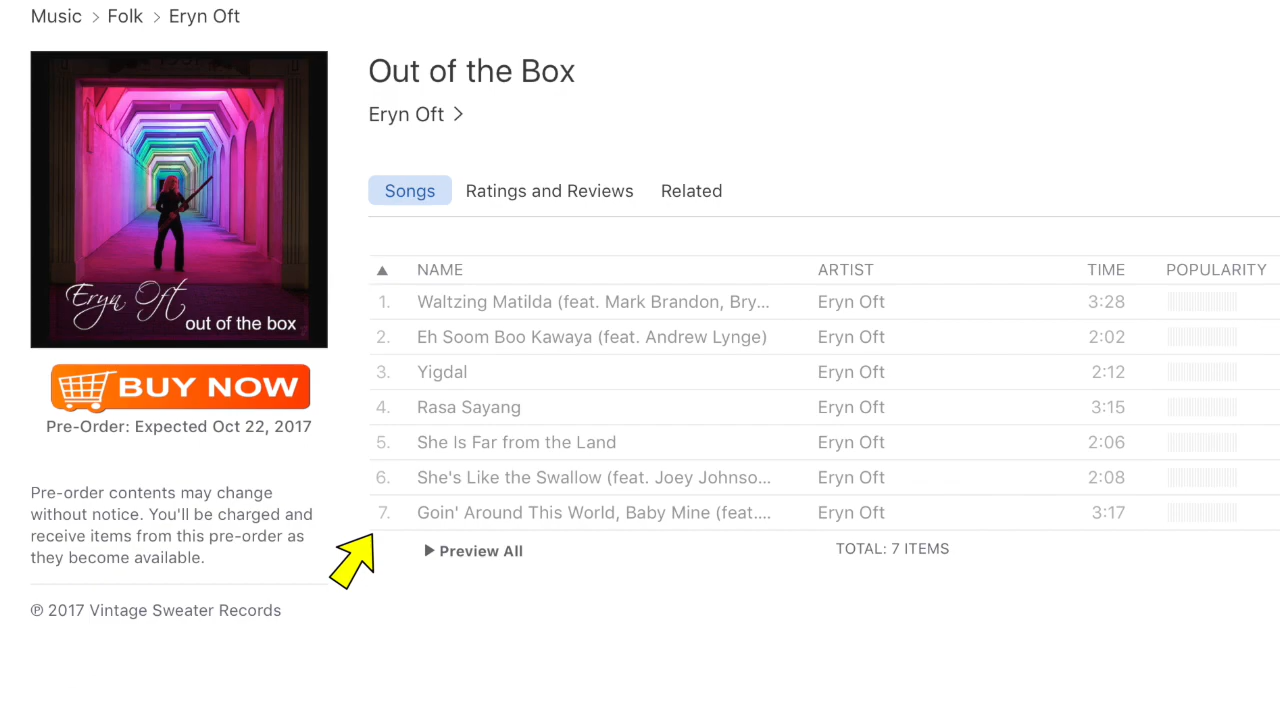 Music > Folk > Eryn Oft
Out of the Box
Eryn Oft >
Songs Ratings and Reviews Related
▲ NAME ARTIST TIME POPULARITY
1. Waltzing Matilda (feat. Mark Brandon, Bry... Eryn Oft 3:28
2. Eh Soom Boo Kawaya (feat. Andrew Lynge) Eryn Oft 2:02
3. Yigdal Eryn Oft 2:12
4. Rasa Sayang Eryn Oft 3:15
5. She Is Far from the Land Eryn Oft 2:06
6. She's Like the Swallow (feat. Joey Johnso... Eryn Oft 2:08
7. Goin' Around This World, Baby Mine (feat.... Eryn Oft 3:17
▶ Preview All TOTAL: 7 ITEMS
Eryn Oft
out of the box
BUY NOW
Pre-Order: Expected Oct 22, 2017
Pre-order contents may change
without notice. You'll be charged and
receive items from this pre-order as
they become available.
℗ 2017 Vintage Sweater Records